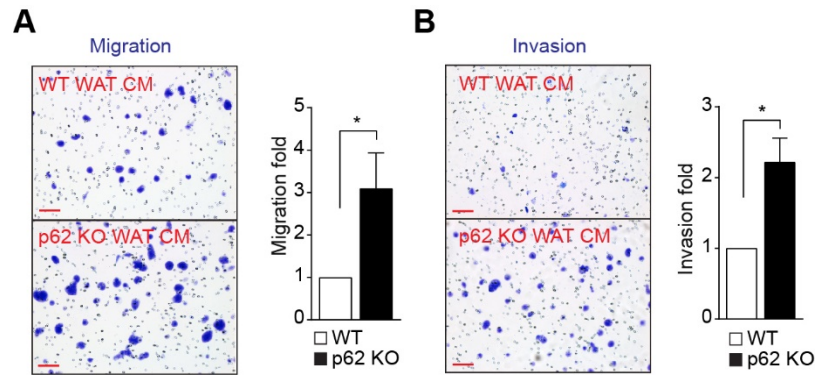 A
Migration
WT WAT CM
p62 KO WAT CM
Migration fold
5
4
3
2
1
0
*
WT
p62 KO
B
Invasion
WT WAT CM
p62 KO WAT CM
Invasion fold
3
2
1
0
*
WT
p62 KO